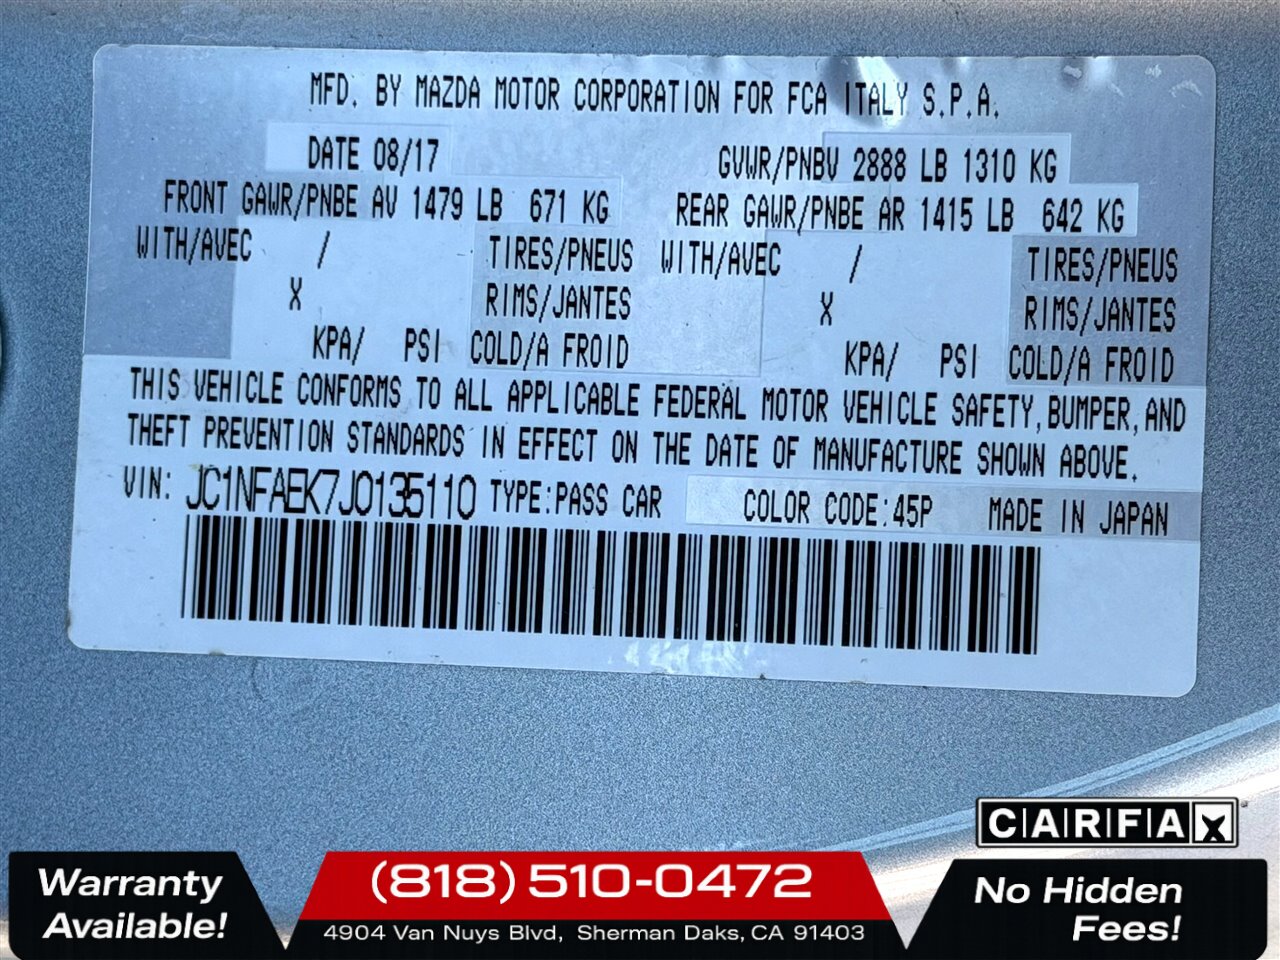 MFD. BY MAZDA MOTOR CORPORATION FOR FCA ITALY S.P.A.
DATE 08/17 GVWR/PNBV 2888 LB 1310 KG
FRONT GAWR/PNBE AV 1479 LB 671 KG REAR GAWR/PNBE AR 1415 LB 642 KG
WITH/AVEC / TIRES/PNEUS WITH/AVEC / TIRES/PNEUS
X RIMS/JANTES X RIMS/JANTES
KPA/ PSI COLD/A FROID KPA/ PSI COLD/A FROID
THIS VEHICLE CONFORMS TO ALL APPLICABLE FEDERAL MOTOR VEHICLE SAFETY, BUMPER, AND
THEFT PREVENTION STANDARDS IN EFFECT ON THE DATE OF MANUFACTURE SHOWN ABOVE.
VIN: JC1NFAEK7J0135110 TYPE:PASS CAR COLOR CODE:45P MADE IN JAPAN
CARFAX
Warranty
Available!
(818) 510-0472
4904 Van Nuys Blvd, Sherman Daks, CA 91403
No Hidden
Fees!